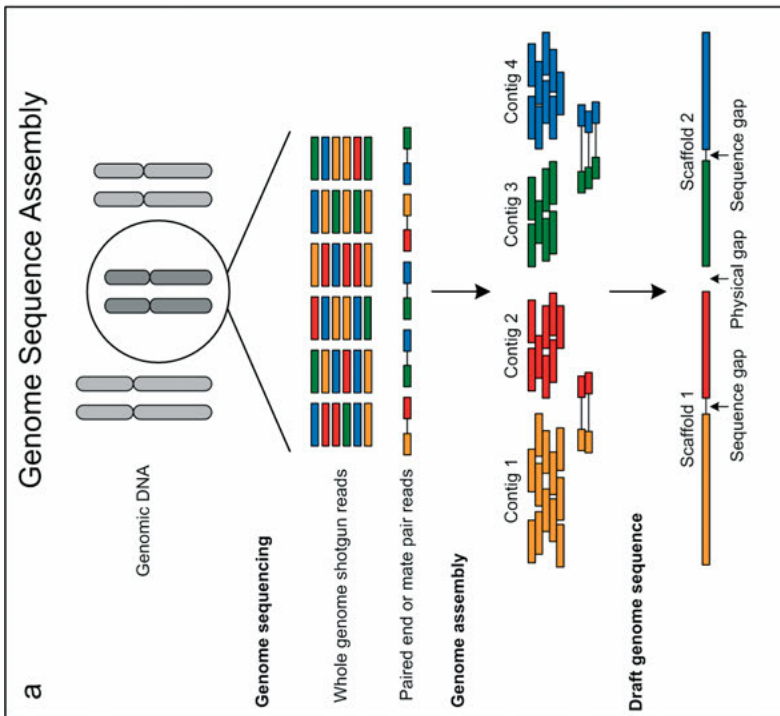 a
Genome Sequence Assembly
Genomic DNA
Genome sequencing
Whole genome shotgun reads
Paired end or mate pair reads
Genome assembly
Contig 1
Contig 2
Contig 3
Contig 4
Draft genome sequence
Scaffold 1
Scaffold 2
Sequence gap
Physical gap
Sequence gap